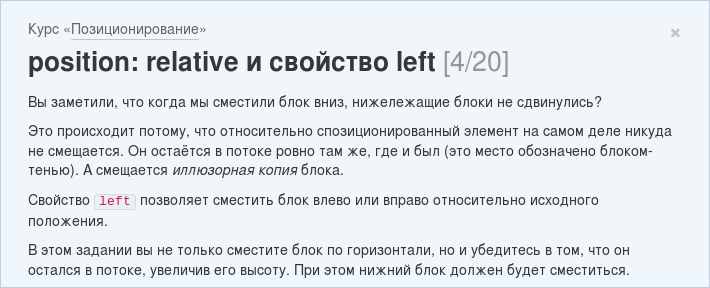 Курс «Позиционирование»
×
position: relative и свойство left [4/20]
Вы заметили, что когда мы сместили блок вниз, нижележащие блоки не сдвинулись?
Это происходит потому, что относительно спозиционированный элемент на самом деле никуда
не смещается. Он остаётся в потоке ровно там же, где и был (это место обозначено блоком-
тенью). А смещается иллюзорная копия блока.
Свойство left позволяет сместить блок влево или вправо относительно исходного
положения.
В этом задании вы не только сместите блок по горизонтали, но и убедитесь в том, что он
остался в потоке, увеличив его высоту. При этом нижний блок должен будет сместиться.